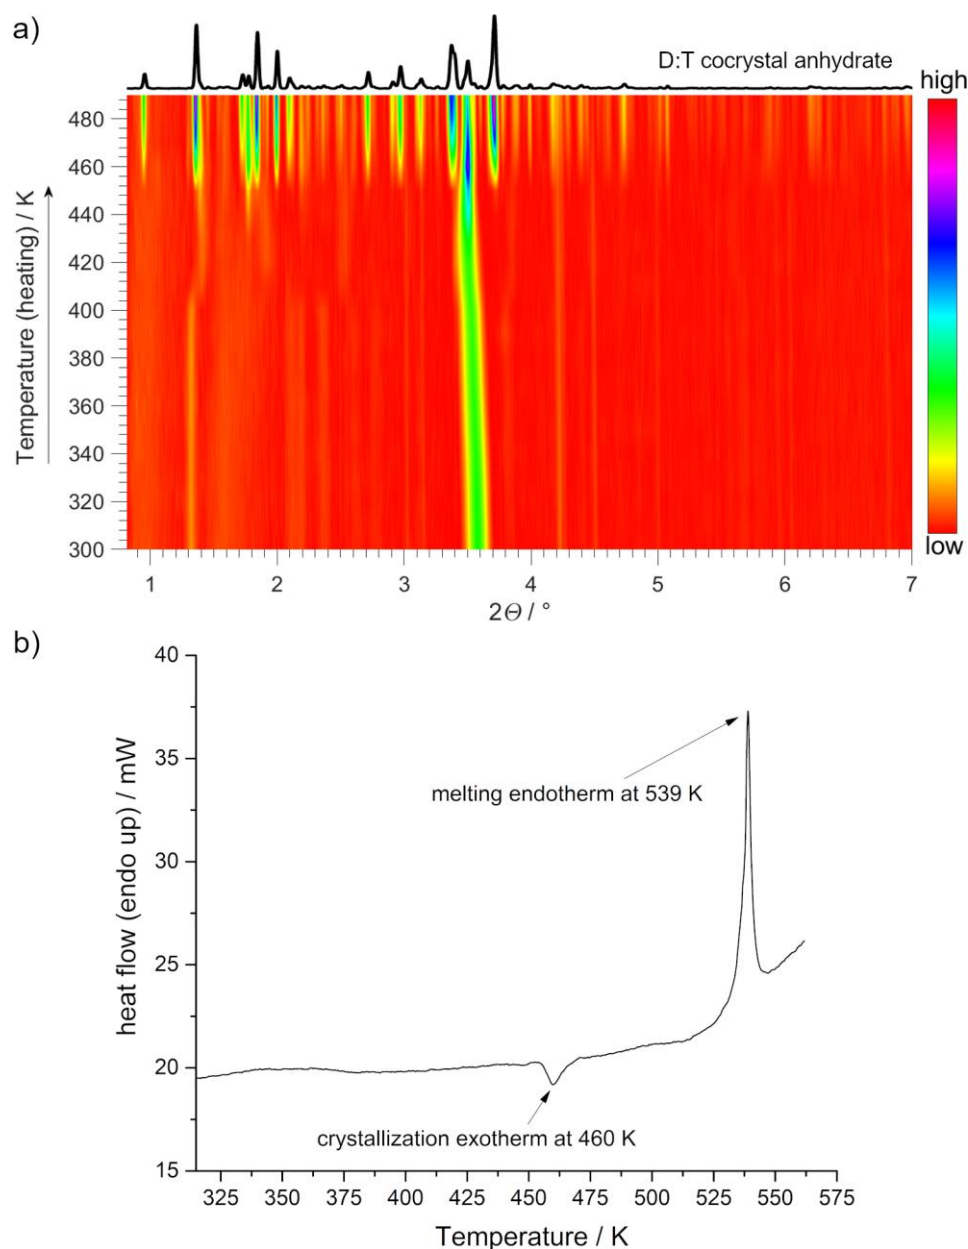 a)
D:T cocrystal anhydrate
high
480
460
440
420
400
380
360
340
320
300
Temperature (heating) / K
low
1 2 3 4 5 6 7
2Θ / °
b)
40
35
30
25
20
15
heat flow (endo up) / mW
melting endotherm at 539 K
crystallization exotherm at 460 K
325 350 375 400 425 450 475 500 525 550 575
Temperature / K